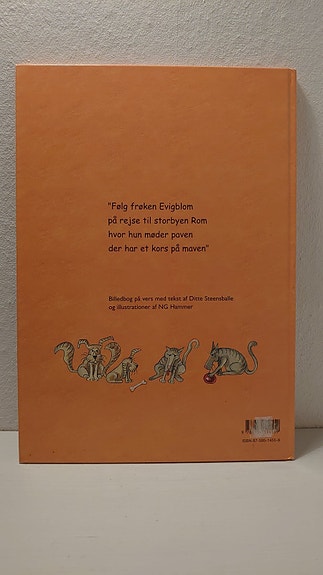 "Følg frøken Evigblom
på rejse til storbyen Rom
hvor hun møder paven
der har et kors på maven"
Billedbog på vers med tekst af Ditte Steensballe
og illustrationer af NG Hammer